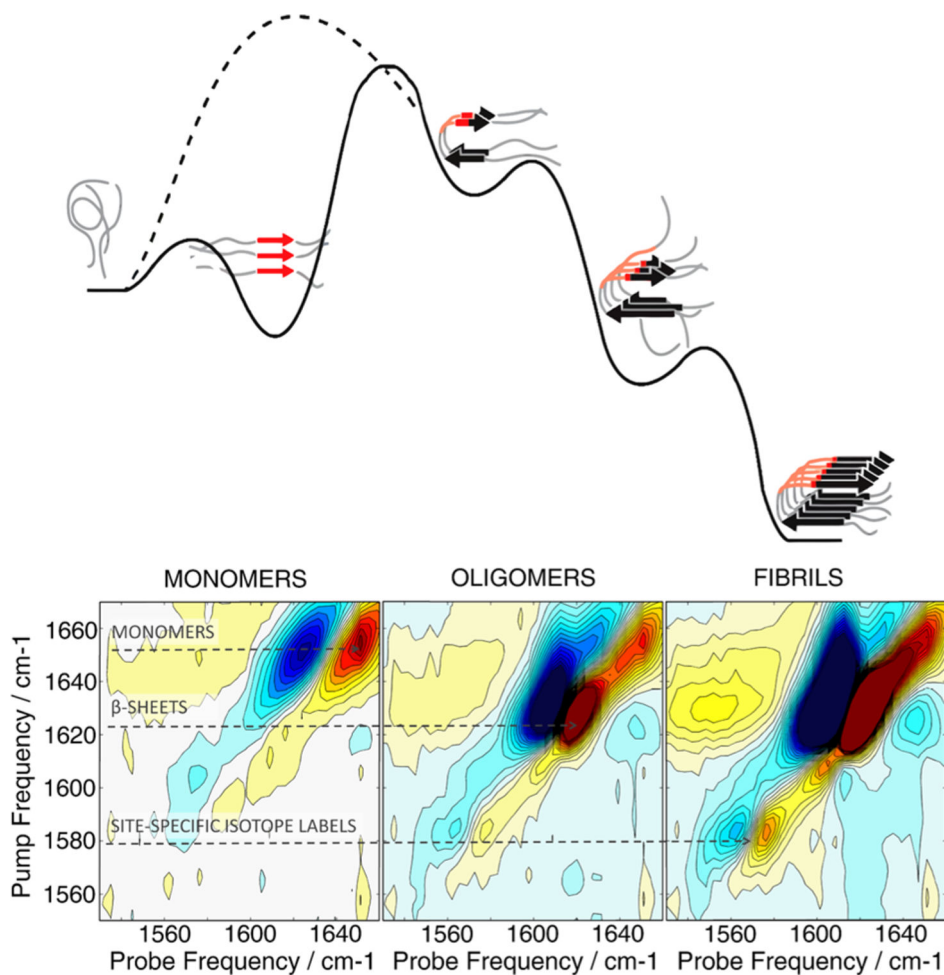 MONOMERS OLIGOMERS FIBRILS
Pump Frequency / cm-1
1660
1640
1620
1600
1580
1560
MONOMERS
β-SHEETS
SITE-SPECIFIC ISOTOPE LABELS
1560 1600 1640 1560 1600 1640 1560 1600 1640
Probe Frequency / cm-1 Probe Frequency / cm-1 Probe Frequency / cm-1